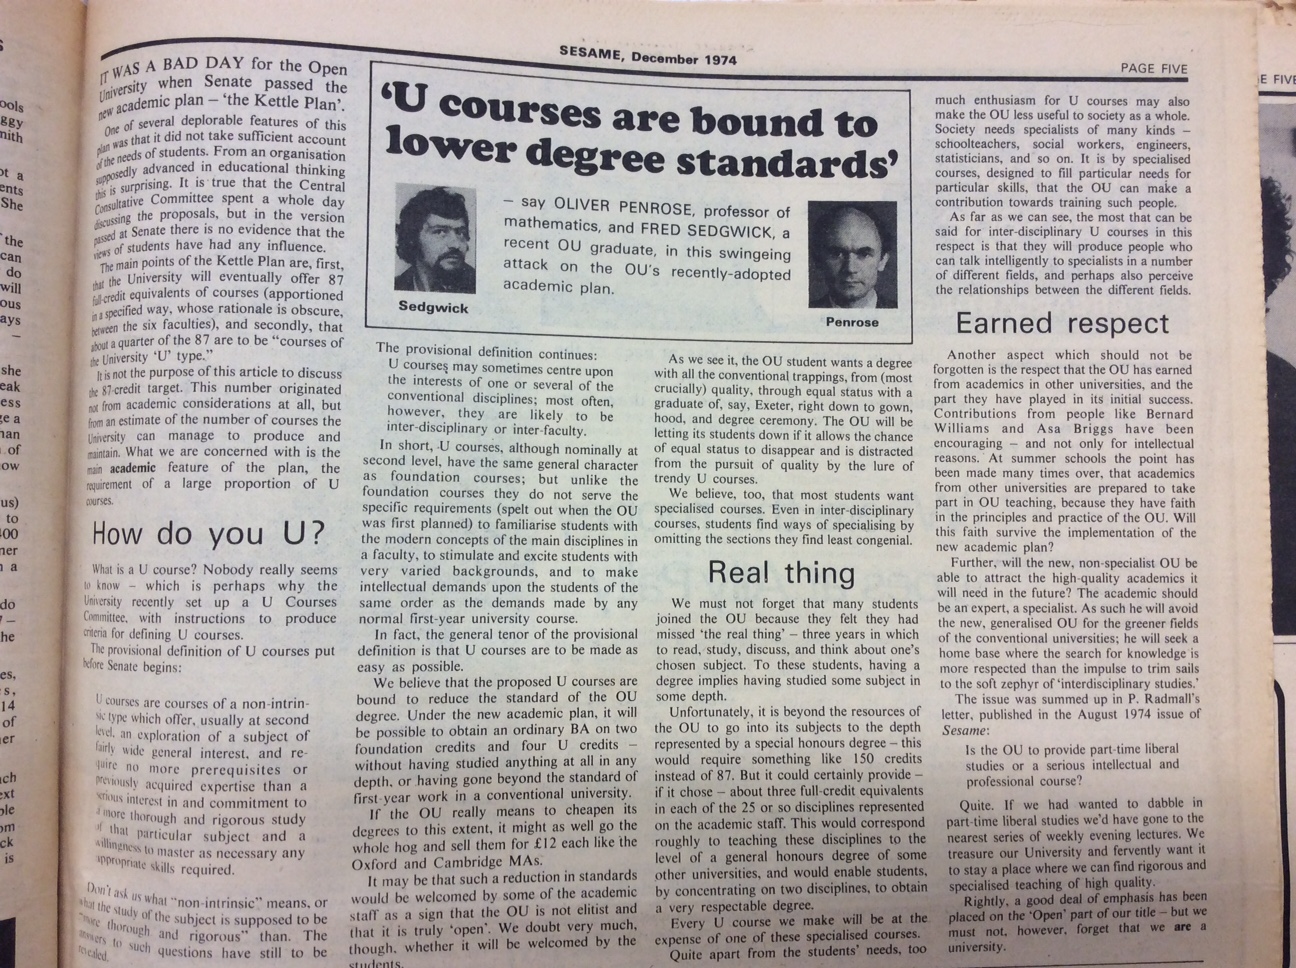 SESAME, December 1974
PAGE FIVE
IT WAS A BAD DAY for the Open
University when Senate passed the
new academic plan – 'the Kettle Plan'.
One of several deplorable features of this
plan was that it did not take sufficient account
of the needs of students. From an organisation
supposedly advanced in educational thinking
this is surprising. It is true that the Central
Consultative Committee spent a whole day
discussing the proposals, but in the version
passed at Senate there is no evidence that the
views of students have had any influence.
The main points of the Kettle Plan are, first,
that the University will eventually offer 87
full-credit equivalents of courses (apportioned
in a specified way, whose rationale is obscure,
between the six faculties), and secondly, that
about a quarter of the 87 are to be "courses of
the University 'U' type."
It is not the purpose of this article to discuss
the 87-credit target. This number originated
not from academic considerations at all, but
from an estimate of the number of courses the
University can manage to produce and
maintain. What we are concerned with is the
main academic feature of the plan, the
requirement of a large proportion of U
courses.
How do you U?
What is a U course? Nobody really seems
to know – which is perhaps why the
University recently set up a U Courses
Committee, with instructions to produce
criteria for defining U courses.
The provisional definition of U courses put
before Senate begins:
U courses are courses of a non-intrin-
sic type which offer, usually at second
level, an exploration of a subject of
fairly wide general interest, and re-
quire no more prerequisites or
previously acquired expertise than a
serious interest in and commitment to
a more thorough and rigorous study
of that particular subject and a
willingness to master as necessary any
appropriate skills required.
Don't ask us what "non-intrinsic" means, or
what the study of the subject is supposed to be
"more thorough and rigorous" than. The
answers to such questions have still to be
revealed.
'U courses are bound to
lower degree standards'
– say OLIVER PENROSE, professor of
mathematics, and FRED SEDGWICK, a
recent OU graduate, in this swingeing
attack on the OU's recently-adopted
academic plan.
Sedgwick
Penrose
The provisional definition continues:
U courses may sometimes centre upon
the interests of one or several of the
conventional disciplines; most often,
however, they are likely to be
inter-disciplinary or inter-faculty.
In short, U courses, although nominally at
second level, have the same general character
as foundation courses; but unlike the
foundation courses they do not serve the
specific requirements (spelt out when the OU
was first planned) to familiarise students with
the modern concepts of the main disciplines in
a faculty, to stimulate and excite students with
very varied backgrounds, and to make
intellectual demands upon the students of the
same order as the demands made by any
normal first-year university course.
In fact, the general tenor of the provisional
definition is that U courses are to be made as
easy as possible.
We believe that the proposed U courses are
bound to reduce the standard of the OU
degree. Under the new academic plan, it will
be possible to obtain an ordinary BA on two
foundation credits and four U credits –
without having studied anything at all in any
depth, or having gone beyond the standard of
first-year work in a conventional university.
If the OU really means to cheapen its
degrees to this extent, it might as well go the
whole hog and sell them for £12 each like the
Oxford and Cambridge MAs.
It may be that such a reduction in standards
would be welcomed by some of the academic
staff as a sign that the OU is not elitist and
that it is truly 'open'. We doubt very much,
though, whether it will be welcomed by the
students.
As we see it, the OU student wants a degree
with all the conventional trappings, from (most
crucially) quality, through equal status with a
graduate of, say, Exeter, right down to gown,
hood, and degree ceremony. The OU will be
letting its students down if it allows the chance
of equal status to disappear and is distracted
from the pursuit of quality by the lure of
trendy U courses.
We believe, too, that most students want
specialised courses. Even in inter-disciplinary
courses, students find ways of specialising by
omitting the sections they find least congenial.
Real thing
We must not forget that many students
joined the OU because they felt they had
missed 'the real thing' – three years in which
to read, study, discuss, and think about one's
chosen subject. To these students, having a
degree implies having studied some subject in
some depth.
Unfortunately, it is beyond the resources of
the OU to go into its subjects to the depth
represented by a special honours degree – this
would require something like 150 credits
instead of 87. But it could certainly provide –
if it chose – about three full-credit equivalents
in each of the 25 or so disciplines represented
on the academic staff. This would correspond
roughly to teaching these disciplines to the
level of a general honours degree of some
other universities, and would enable students,
by concentrating on two disciplines, to obtain
a very respectable degree.
Every U course we make will be at the
expense of one of these specialised courses.
Quite apart from the students' needs, too
much enthusiasm for U courses may also
make the OU less useful to society as a whole.
Society needs specialists of many kinds –
schoolteachers, social workers, engineers,
statisticians, and so on. It is by specialised
courses, designed to fill particular needs for
particular skills, that the OU can make a
contribution towards training such people.
As far as we can see, the most that can be
said for inter-disciplinary U courses in this
respect is that they will produce people who
can talk intelligently to specialists in a number
of different fields, and perhaps also perceive
the relationships between the different fields.
Earned respect
Another aspect which should not be
forgotten is the respect that the OU has earned
from academics in other universities, and the
part they have played in its initial success.
Contributions from people like Bernard
Williams and Asa Briggs have been
encouraging – and not only for intellectual
reasons. At summer schools the point has
been made many times over, that academics
from other universities are prepared to take
part in OU teaching, because they have faith
in the principles and practice of the OU. Will
this faith survive the implementation of the
new academic plan?
Further, will the new, non-specialist OU be
able to attract the high-quality academics it
will need in the future? The academic should
be an expert, a specialist. As such he will avoid
the new, generalised OU for the greener fields
of the conventional universities; he will seek a
home base where the search for knowledge is
more respected than the impulse to trim sails
to the soft zephyr of 'interdisciplinary studies.'
The issue was summed up in P. Radmall's
letter, published in the August 1974 issue of
Sesame:
Is the OU to provide part-time liberal
studies or a serious intellectual and
professional course?
Quite. If we had wanted to dabble in
part-time liberal studies we'd have gone to the
nearest series of weekly evening lectures. We
treasure our University and fervently want it
to stay a place where we can find rigorous and
specialised teaching of high quality.
Rightly, a good deal of emphasis has been
placed on the 'Open' part of our title – but we
must not, however, forget that we are a
university.